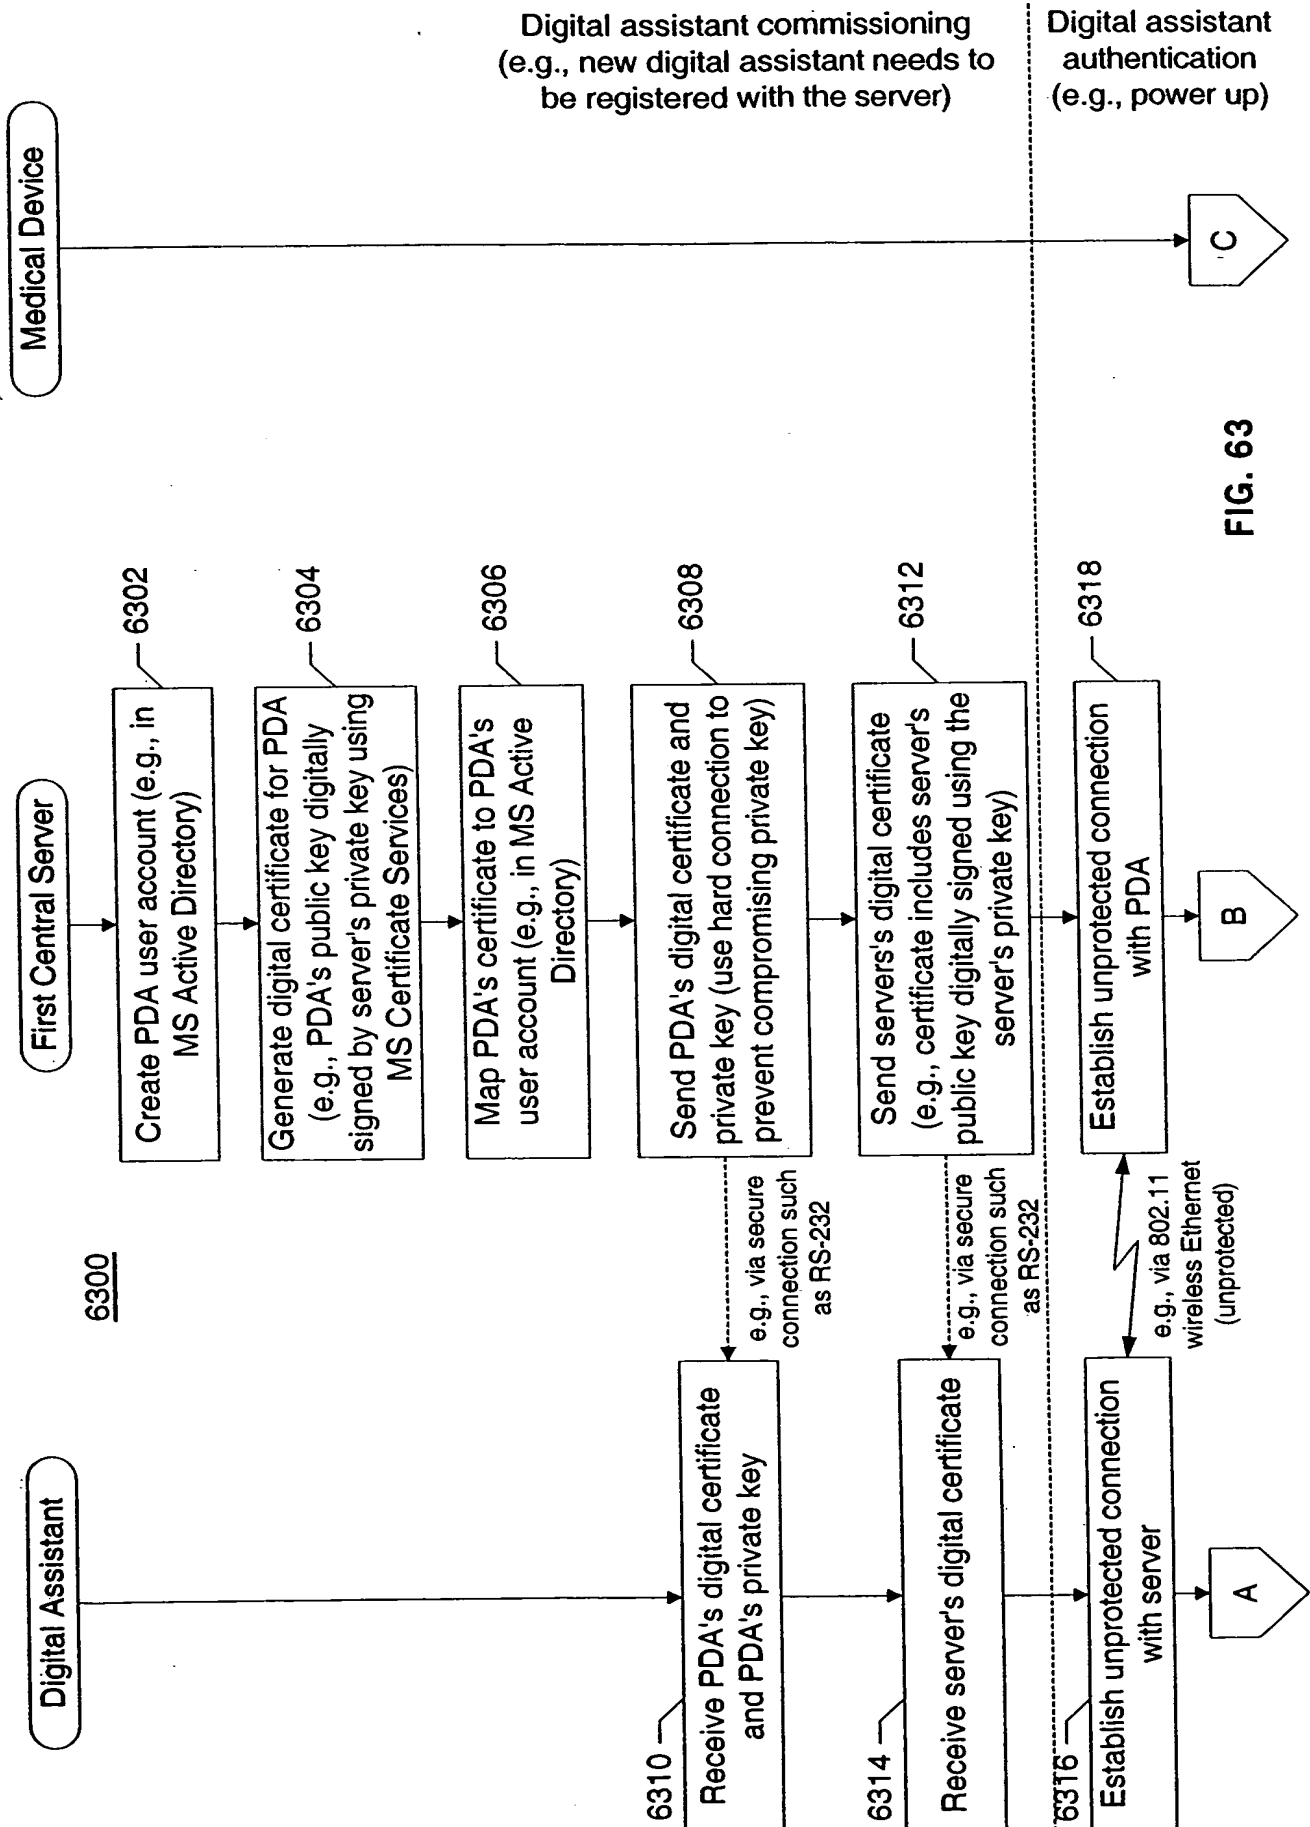 Digital assistant commissioning
(e.g., new digital assistant needs to
be registered with the server)
Digital assistant
authentication
(e.g., power up)
6300
Digital Assistant
First Central Server
Medical Device
6302
Create PDA user account (e.g., in
MS Active Directory)
6304
Generate digital certificate for PDA
(e.g., PDA's public key digitally
signed by server's private key using
MS Certificate Services)
6306
Map PDA's certificate to PDA's
user account (e.g., in MS Active
Directory)
6308
Send PDA's digital certificate and
private key (use hard connection to
prevent compromising private key)
e.g., via secure
connection such
as RS-232
6310
Receive PDA's digital certificate
and PDA's private key
6312
Send servers's digital certificate
(e.g., certificate includes server's
public key digitally signed using the
server's private key)
e.g., via secure
connection such
as RS-232
6314
Receive server's digital certificate
6316
Establish unprotected connection
with server
e.g., via 802.11
wireless Ethernet
(unprotected)
6318
Establish unprotected connection
with PDA
A
B
C
FIG. 63